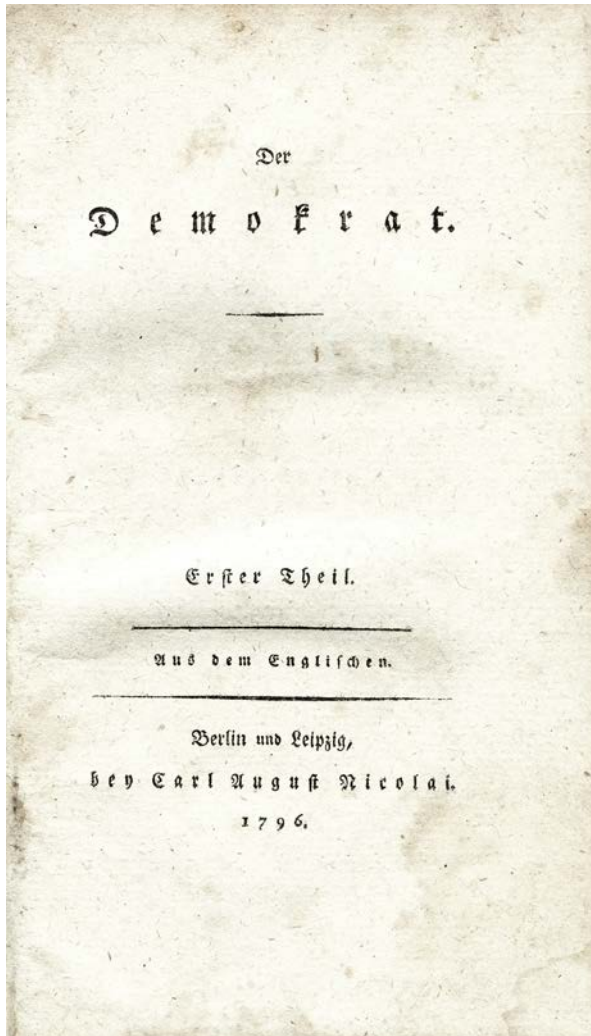 Der
Demokrat.
Erster Theil.
Aus dem Englischen.
Berlin und Leipzig,
bey Carl August Nicolai.
1796.